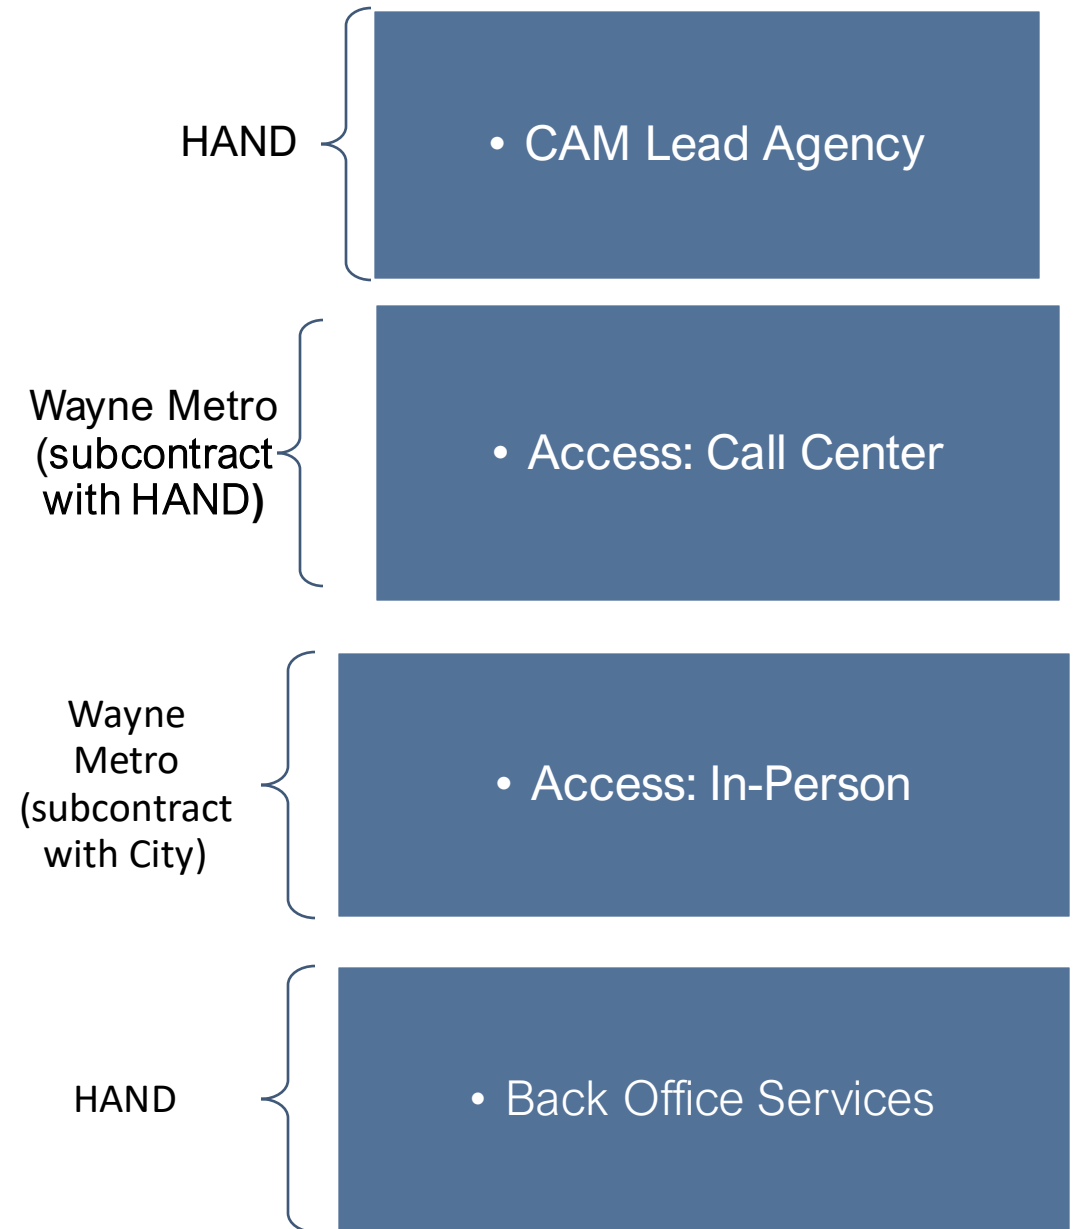 HAND
• CAM Lead Agency
Wayne Metro
(subcontract
with HAND)
• Access: Call Center
Wayne
Metro
(subcontract
with City)
• Access: In-Person
HAND
• Back Office Services